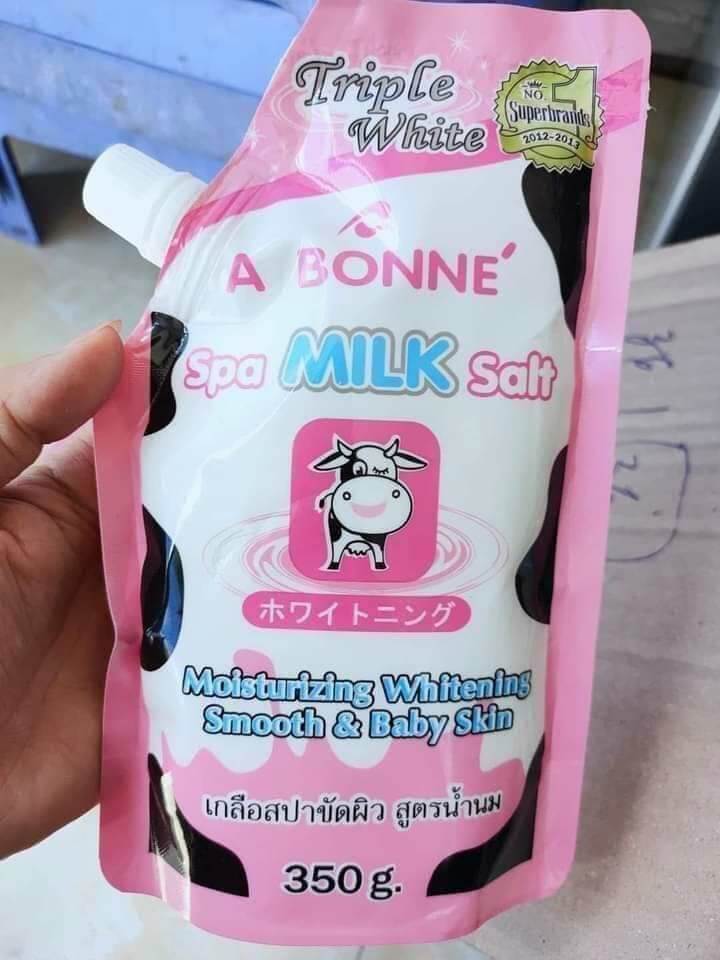 Triple
White
NO. 1
Superbrands
2012-2013
A BONNÉ
Spa MILK Salt
ホワイトニング
Moisturizing Whitening
Smooth & Baby Skin
เกลือสปาขัดผิว สูตรน้ำนม
350 g.